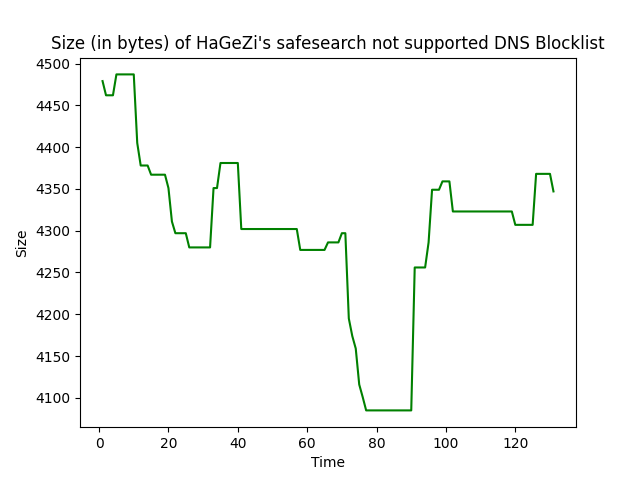 Size (in bytes) of HaGeZi's safesearch not supported DNS Blocklist
4500
4450
4400
4350
4300
4250
4200
4150
4100
Size
0 20 40 60 80 100 120
Time